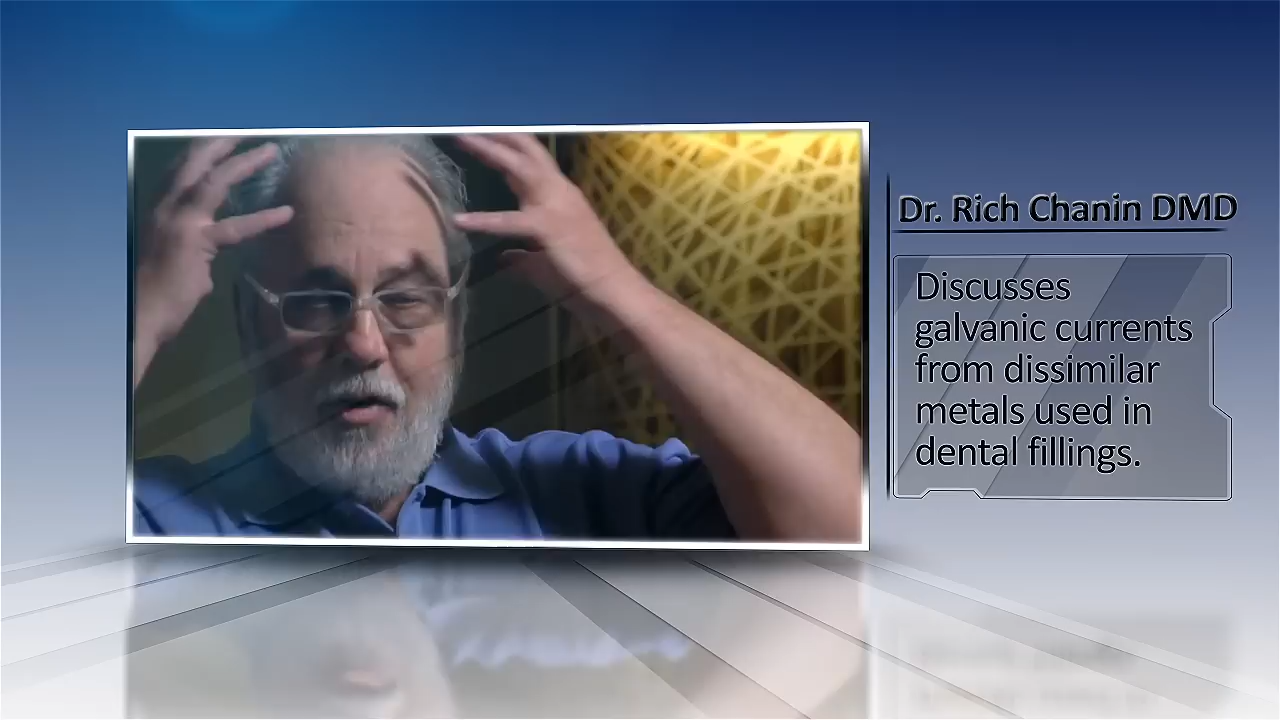 Dr. Rich Chanin DMD
Discusses
galvanic currents
from dissimilar
metals used in
dental fillings.